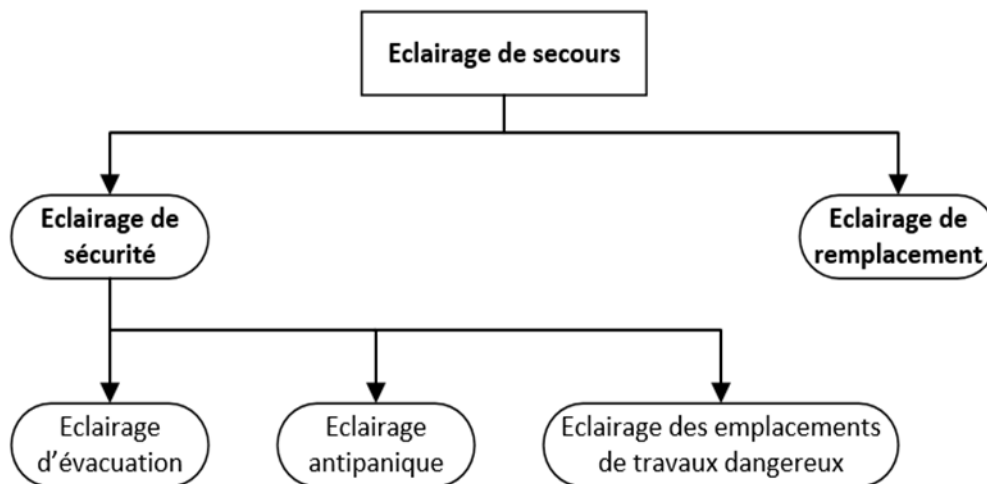 Eclairage de secours
Eclairage de
sécurité
Eclairage de
remplacement
Eclairage
d'évacuation
Eclairage
antipanique
Eclairage des emplacements
de travaux dangereux